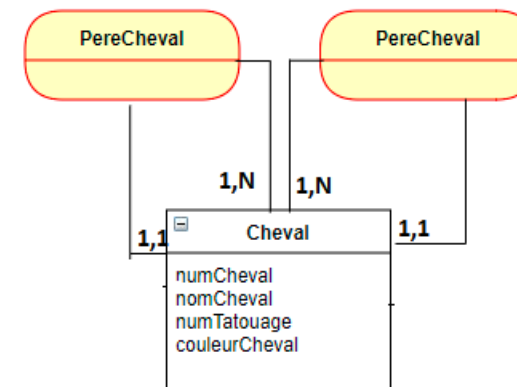 PereCheval
PereCheval
1,N
1,N
1,1
1,1
Cheval
numCheval
nomCheval
numTatouage
couleurCheval